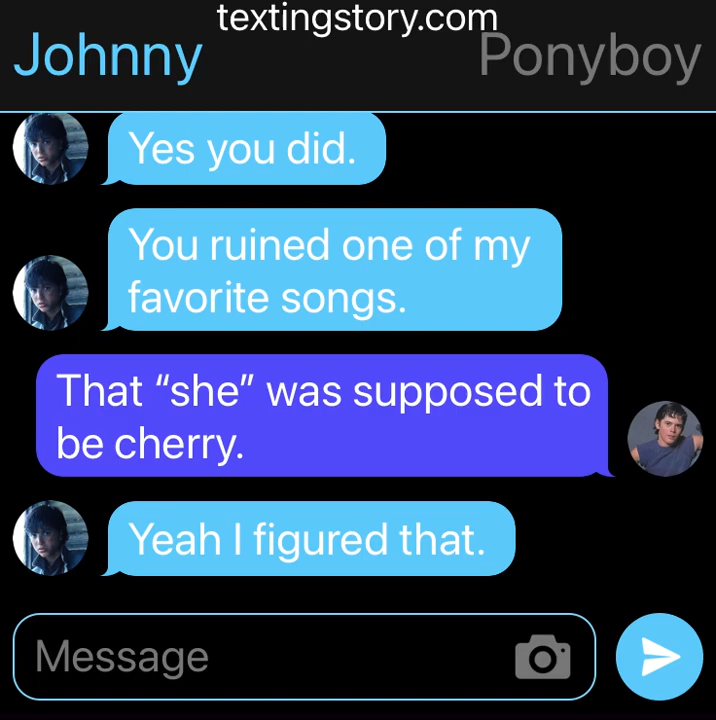 textingstory.com
Johnny
Ponyboy
Yes you did.
You ruined one of my
favorite songs.
That “she” was supposed to
be cherry.
Yeah I figured that.
Message